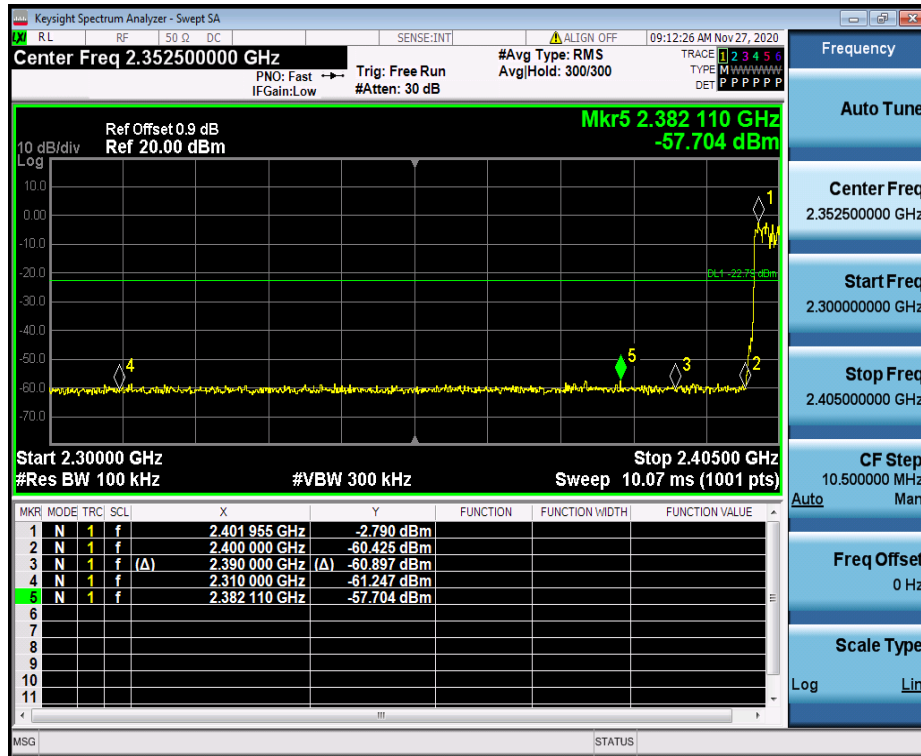 Keysight Spectrum Analyzer - Swept SA
LXI RL RF 50 Ω DC SENSE:INT ALIGN OFF 09:12:26 AM Nov 27, 2020
Center Freq 2.352500000 GHz
PNO: Fast
IFGain:Low
Trig: Free Run
#Atten: 30 dB
#Avg Type: RMS
Avg|Hold: 300/300
TRACE 1 2 3 4 5 6
TYPE M W W W W W
DET P P P P P P
Mkr5 2.382 110 GHz
-57.704 dBm
Ref Offset 0.9 dB
10 dB/div Ref 20.00 dBm
Log
10.0
0.00
-10.0
-20.0
-30.0
-40.0
-50.0
-60.0
-70.0
1
DL1 -22.79 dBm
4
5
3
2
Start 2.30000 GHz Stop 2.40500 GHz
#Res BW 100 kHz #VBW 300 kHz Sweep 10.07 ms (1001 pts)
MKR MODE TRC SCL X Y FUNCTION FUNCTION WIDTH FUNCTION VALUE
1 N 1 f 2.401 955 GHz -2.790 dBm
2 N 1 f 2.400 000 GHz -60.425 dBm
3 N 1 f (Δ) 2.390 000 GHz (Δ) -60.897 dBm
4 N 1 f 2.310 000 GHz -61.247 dBm
5 N 1 f 2.382 110 GHz -57.704 dBm
6
7
8
9
10
11
MSG STATUS
Frequency
Auto Tune
Center Freq
2.352500000 GHz
Start Freq
2.300000000 GHz
Stop Freq
2.405000000 GHz
CF Step
10.500000 MHz
Auto Man
Freq Offset
0 Hz
Scale Type
Log Lin